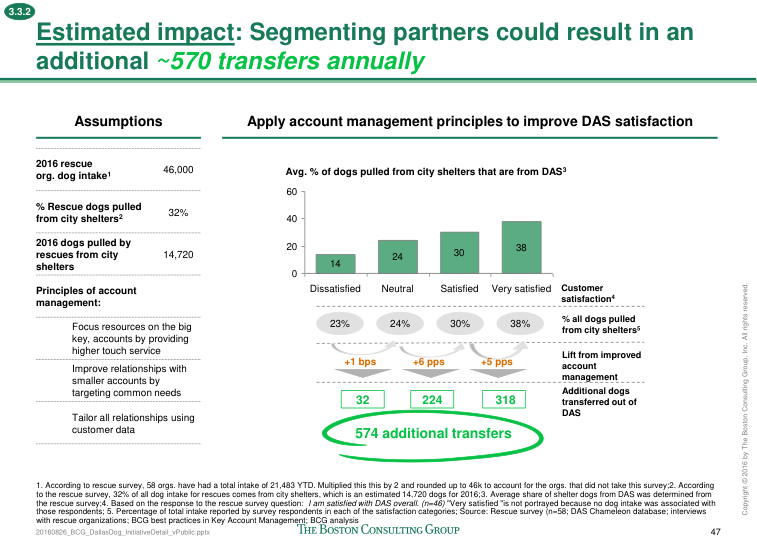 3.3.2
Estimated impact: Segmenting partners could result in an
additional ~570 transfers annually
Assumptions
2016 rescue
org. dog intake1
46,000
% Rescue dogs pulled
from city shelters2
32%
2016 dogs pulled by
rescues from city
shelters
14,720
Principles of account
management:
Focus resources on the big
key, accounts by providing
higher touch service
Improve relationships with
smaller accounts by
targeting common needs
Tailor all relationships using
customer data
Apply account management principles to improve DAS satisfaction
Avg. % of dogs pulled from city shelters that are from DAS3
60
40
20
0
14
24
30
38
Dissatisfied Neutral Satisfied Very satisfied
Customer
satisfaction4
23% 24% 30% 38%
% all dogs pulled
from city shelters5
+1 bps +6 pps +5 pps
Lift from improved
account
management
32 224 318
Additional dogs
transferred out of
DAS
574 additional transfers
1. According to rescue survey, 58 orgs. have had a total intake of 21,483 YTD. Multiplied this this by 2 and rounded up to 46k to account for the orgs. that did not take this survey;2. According
to the rescue survey, 32% of all dog intake for rescues comes from city shelters, which is an estimated 14,720 dogs for 2016;3. Average share of shelter dogs from DAS was determined from
the rescue survey;4. Based on the response to the rescue survey question: I am satisfied with DAS overall. (n=46) "Very satisfied "is not portrayed because no dog intake was associated with
those respondents; 5. Percentage of total intake reported by survey respondents in each of the satisfaction categories; Source: Rescue survey (n=58; DAS Chameleon database; interviews
with rescue organizations; BCG best practices in Key Account Management; BCG analysis
20160826_BCG_DallasDog_InitiativeDetail_vPublic.pptx
THE BOSTON CONSULTING GROUP
47
Copyright © 2016 by The Boston Consulting Group, Inc. All rights reserved.